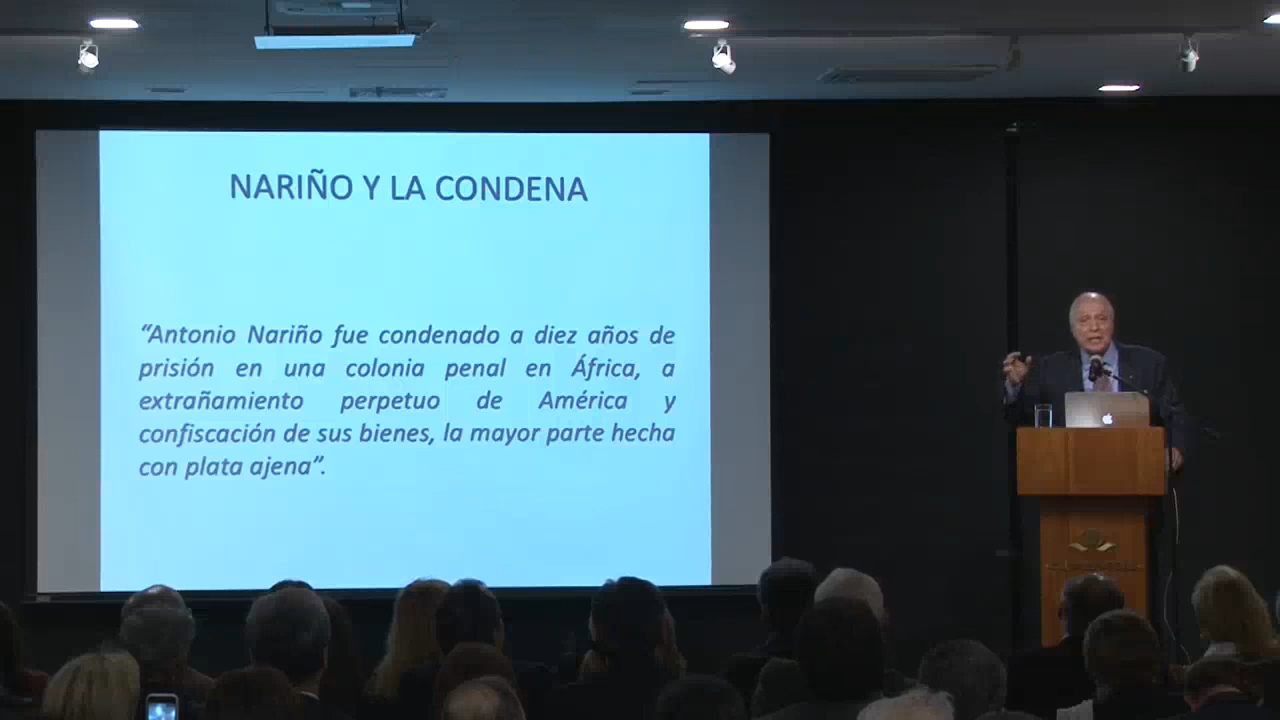 NARIÑO Y LA CONDENA
“Antonio Nariño fue condenado a diez años de
prisión en una colonia penal en África, a
extrañamiento perpetuo de América y
confiscación de sus bienes, la mayor parte hecha
con plata ajena”.